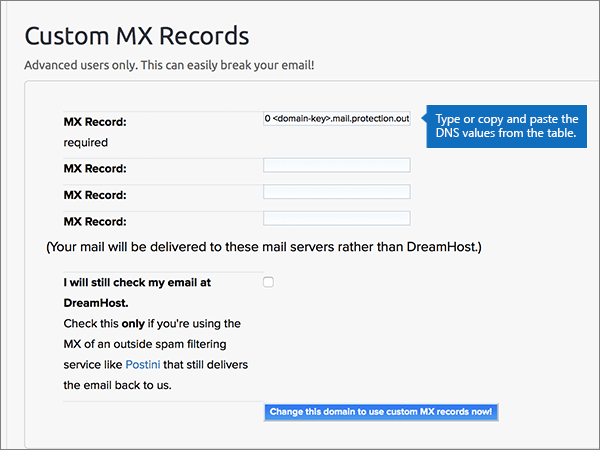 Custom MX Records
Advanced users only. This can easily break your email!
MX Record:
0 <domain-key>.mail.protection.out
Type or copy and paste the
DNS values from the table.
required
MX Record:
MX Record:
MX Record:
(Your mail will be delivered to these mail servers rather than DreamHost.)
I will still check my email at
DreamHost.
Check this only if you're using the
MX of an outside spam filtering
service like Postini that still delivers
the email back to us.
Change this domain to use custom MX records now!